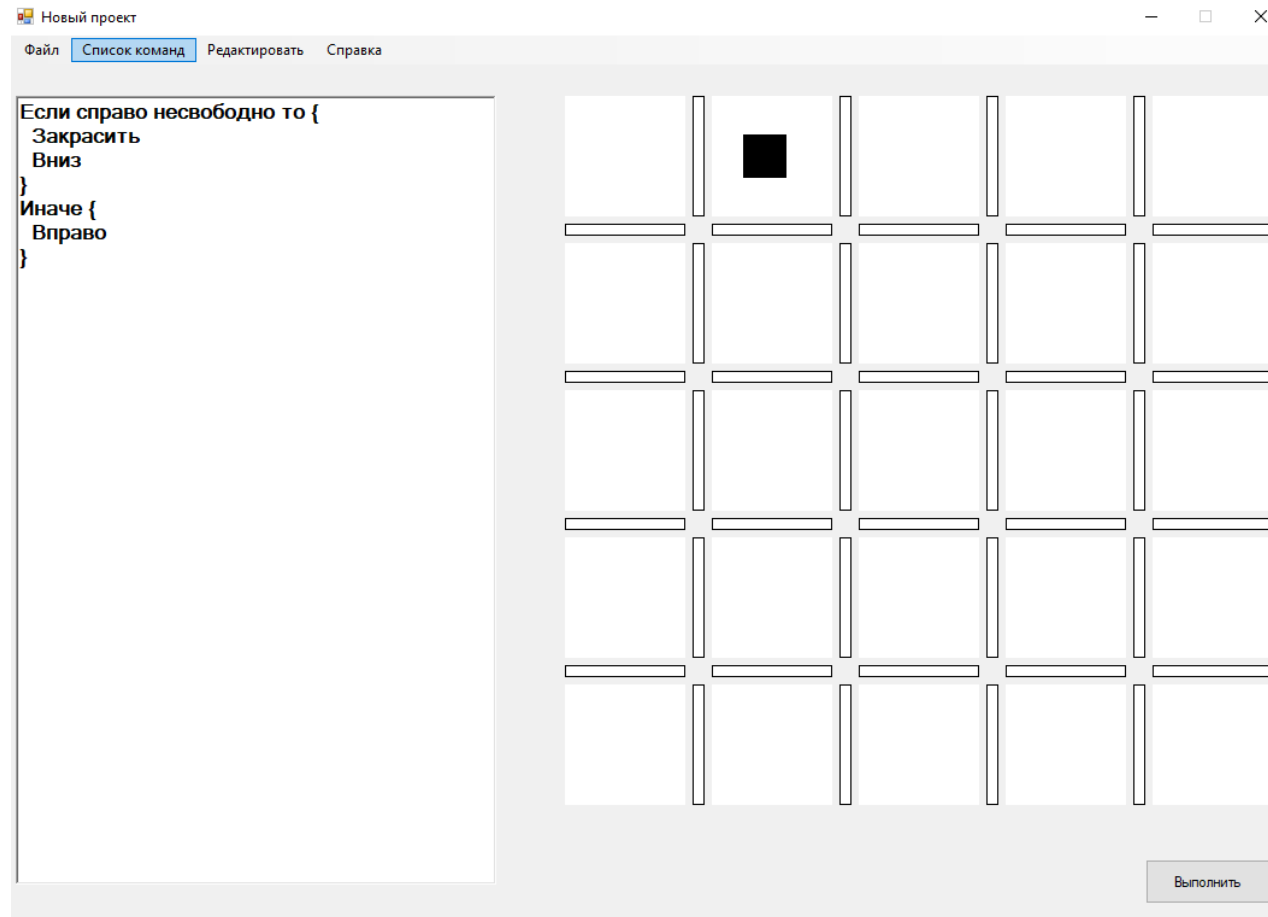 Новый проект
Файл Список команд Редактировать Справка
Если справо несвободно то {
Закрасить
Вниз
}
Иначе {
Вправо
}
Выполнить